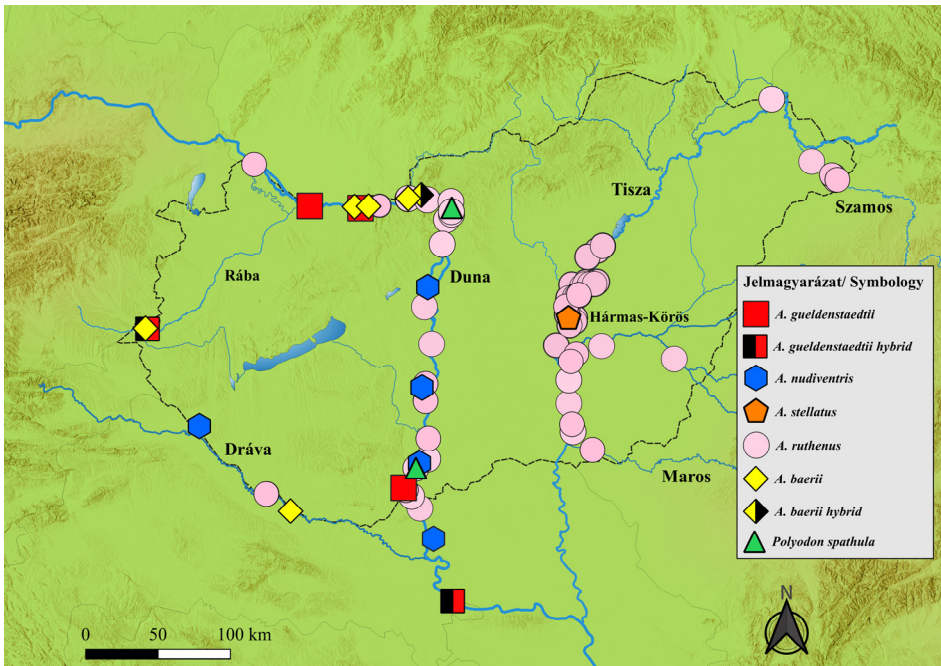 Tisza
Szamos
Duna
Rába
Hármas-Körös
Dráva
Maros
Jelmagyarázat/ Symbology
A. gueldenstaedtii
A. gueldenstaedtii hybrid
A. nudiventris
A. stellatus
A. ruthenus
A. baerii
A. baerii hybrid
Polyodon spathula
N
0 50 100 km